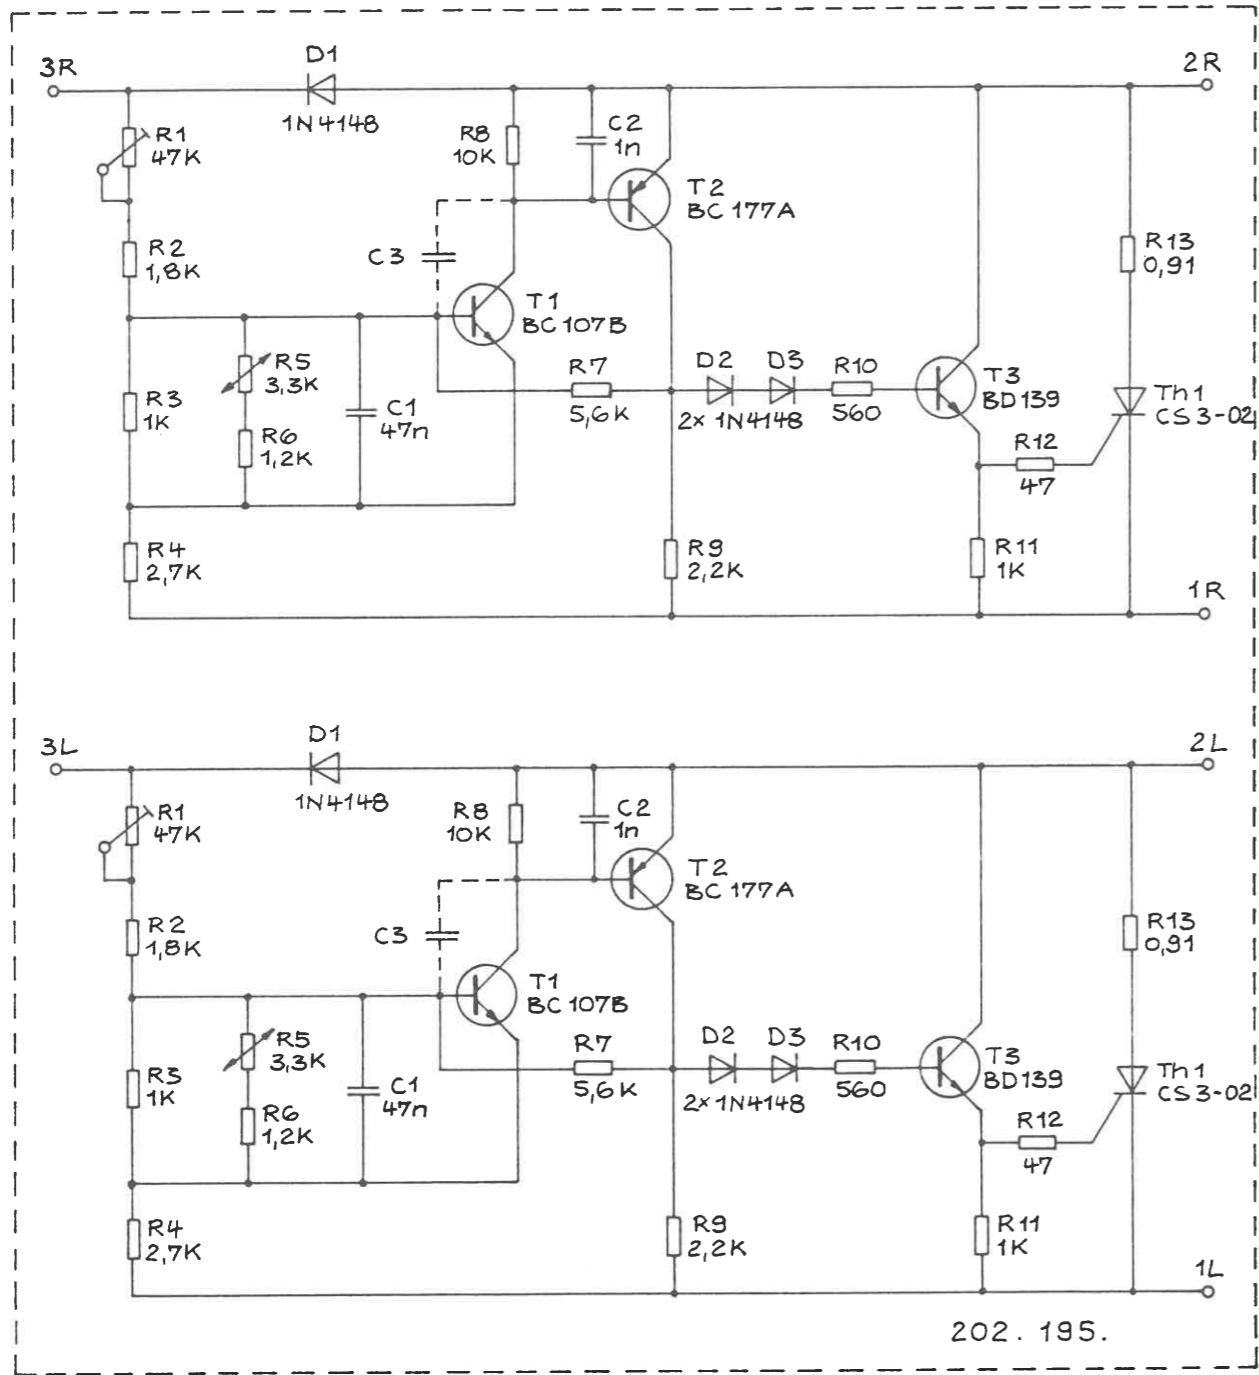 D1
3R
2R
1N4148
R1
47K
R8
10K
C2
1n
T2
BC 177A
R2
1,8K
C3
R13
0,91
T1
BC107B
R5
3,3K
R7
5,6K
D2
D3
R10
2x 1N4148
560
T3
BD139
Th1
CS3-02
R3
1K
C1
47n
R6
1,2K
R12
47
R4
2,7K
R9
2,2K
R11
1K
1R
D1
3L
2L
1N4148
R1
47K
R8
10K
C2
1n
T2
BC 177A
R2
1,8K
C3
R13
0,91
T1
BC107B
R5
3,3K
R7
5,6K
D2
D3
R10
2x 1N4148
560
T3
BD139
Th1
CS3-02
R3
1K
C1
47n
R6
1,2K
R12
47
R4
2,7K
R9
2,2K
R11
1K
1L
202. 195.